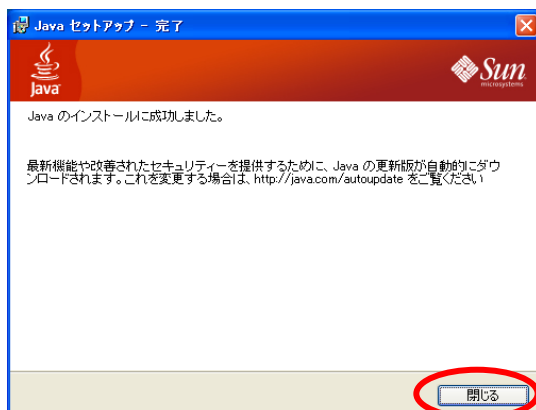 Java セットアップ - 完了
Java
Sun
microsystems
Java のインストールに成功しました。
最新機能や改善されたセキュリティーを提供するために、Java の更新版が自動的にダウ
ンロードされます。これを変更する場合は、http://java.com/autoupdate をご覧ください
閉じる